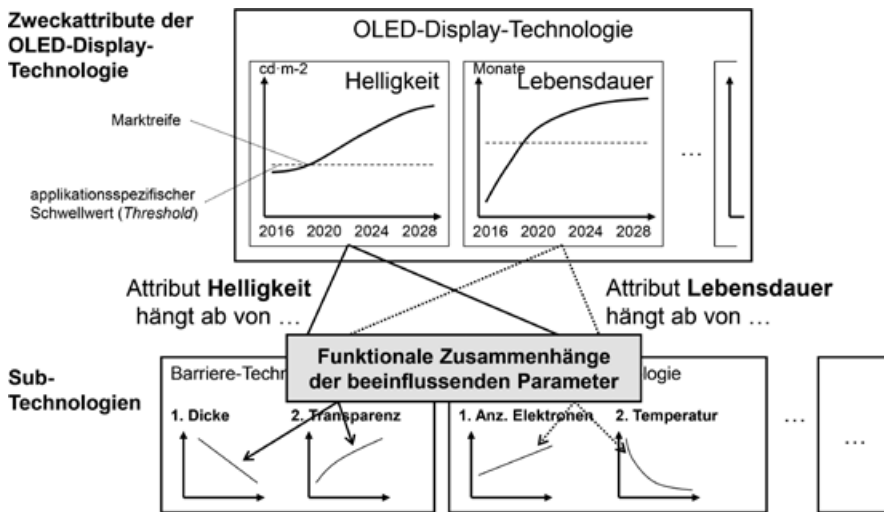 Zweckattribute der
OLED-Display-
Technologie
OLED-Display-Technologie
cd·m-2
Helligkeit
Monate
Lebensdauer
Marktreife
applikationsspezifischer
Schwellwert (Threshold)
...
2016 2020 2024 2028
2016 2020 2024 2028
Attribut Helligkeit
hängt ab von ...
Attribut Lebensdauer
hängt ab von ...
Funktionale Zusammenhänge
der beeinflussenden Parameter
Sub-
Technologien
Barriere-Techn
ologie
1. Dicke
2. Transparenz
1. Anz. Elektronen
2. Temperatur
...
...